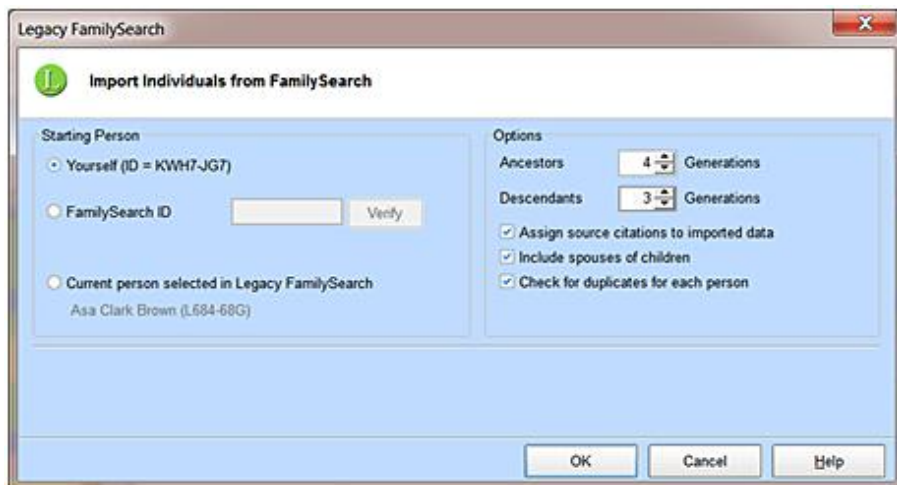 Legacy FamilySearch
L
Import Individuals from FamilySearch
Starting Person
Yourself (ID = KWH7-JG7)
FamilySearch ID
Verify
Current person selected in Legacy FamilySearch
Asa Clark Brown (L684-68G)
Options
Ancestors 4 Generations
Descendants 3 Generations
Assign source citations to imported data
Include spouses of children
Check for duplicates for each person
OK Cancel Help